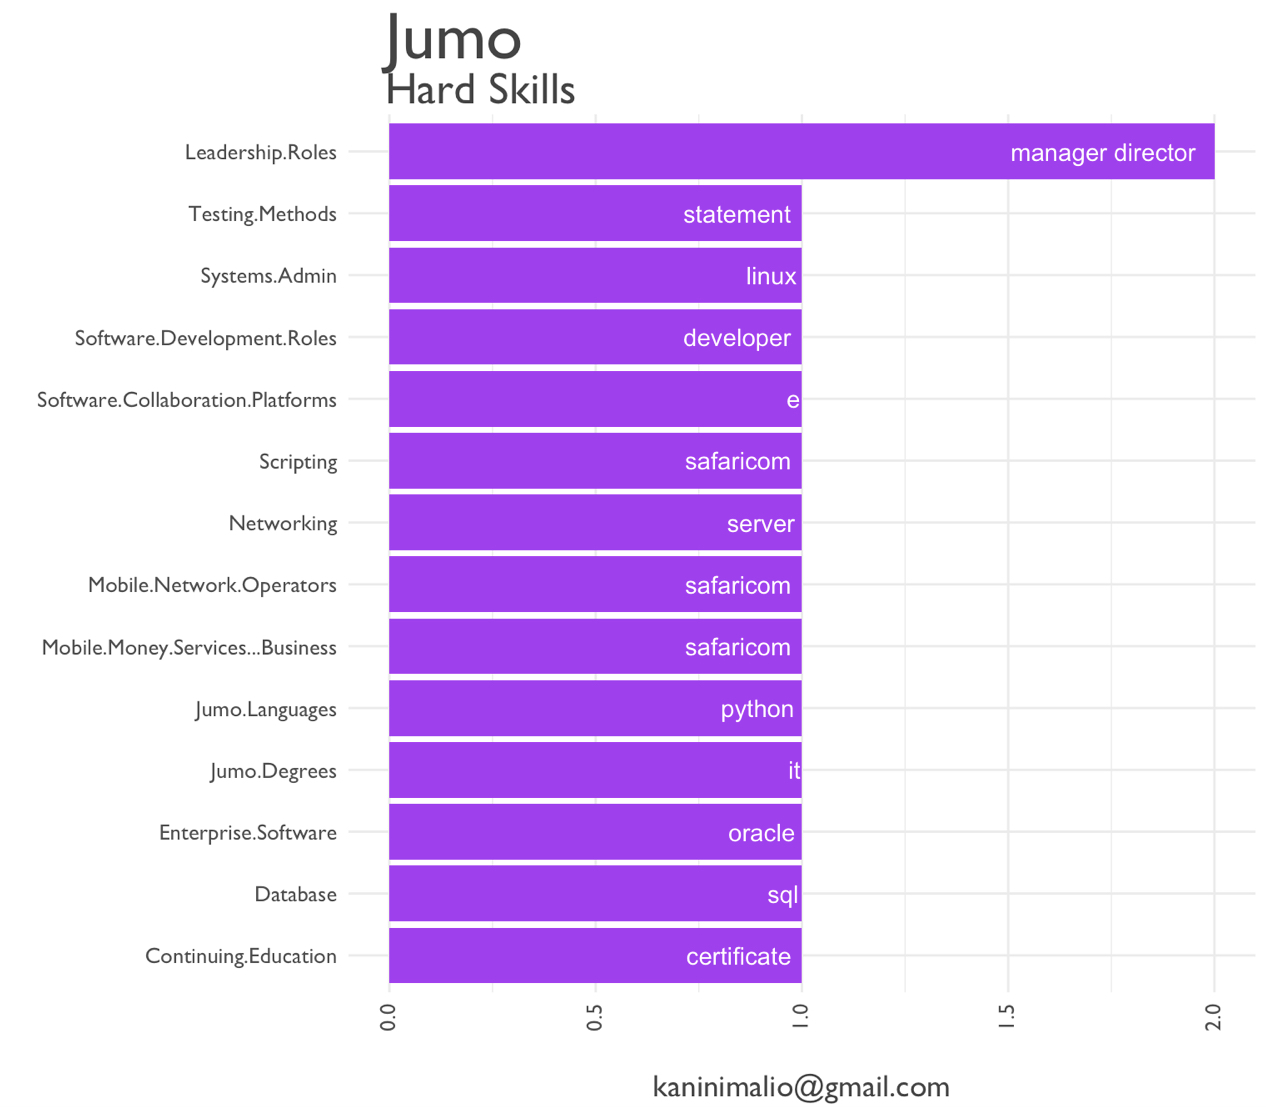 Jumo
Hard Skills
Leadership.Roles manager director
Testing.Methods statement
Systems.Admin linux
Software.Development.Roles developer
Software.Collaboration.Platforms e
Scripting safaricom
Networking server
Mobile.Network.Operators safaricom
Mobile.Money.Services...Business safaricom
Jumo.Languages python
Jumo.Degrees it
Enterprise.Software oracle
Database sql
Continuing.Education certificate
0.0 0.5 1.0 1.5 2.0
kaninimalio@gmail.com